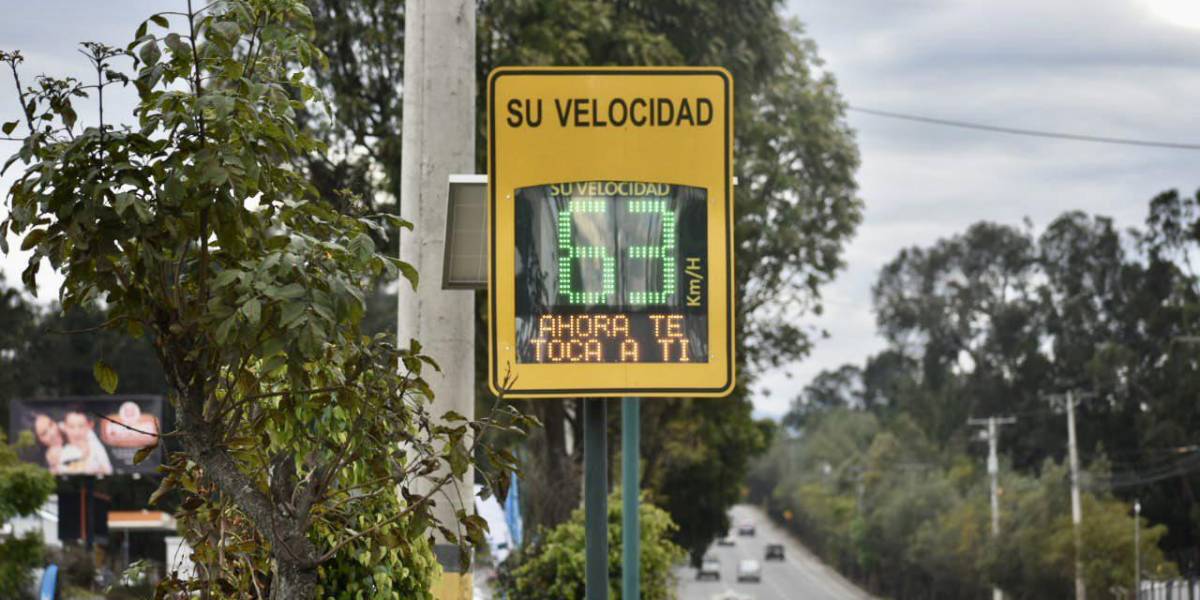 SU VELOCIDAD
SU VELOCIDAD
63
Km/H
AHORA TE
TOCA A TI